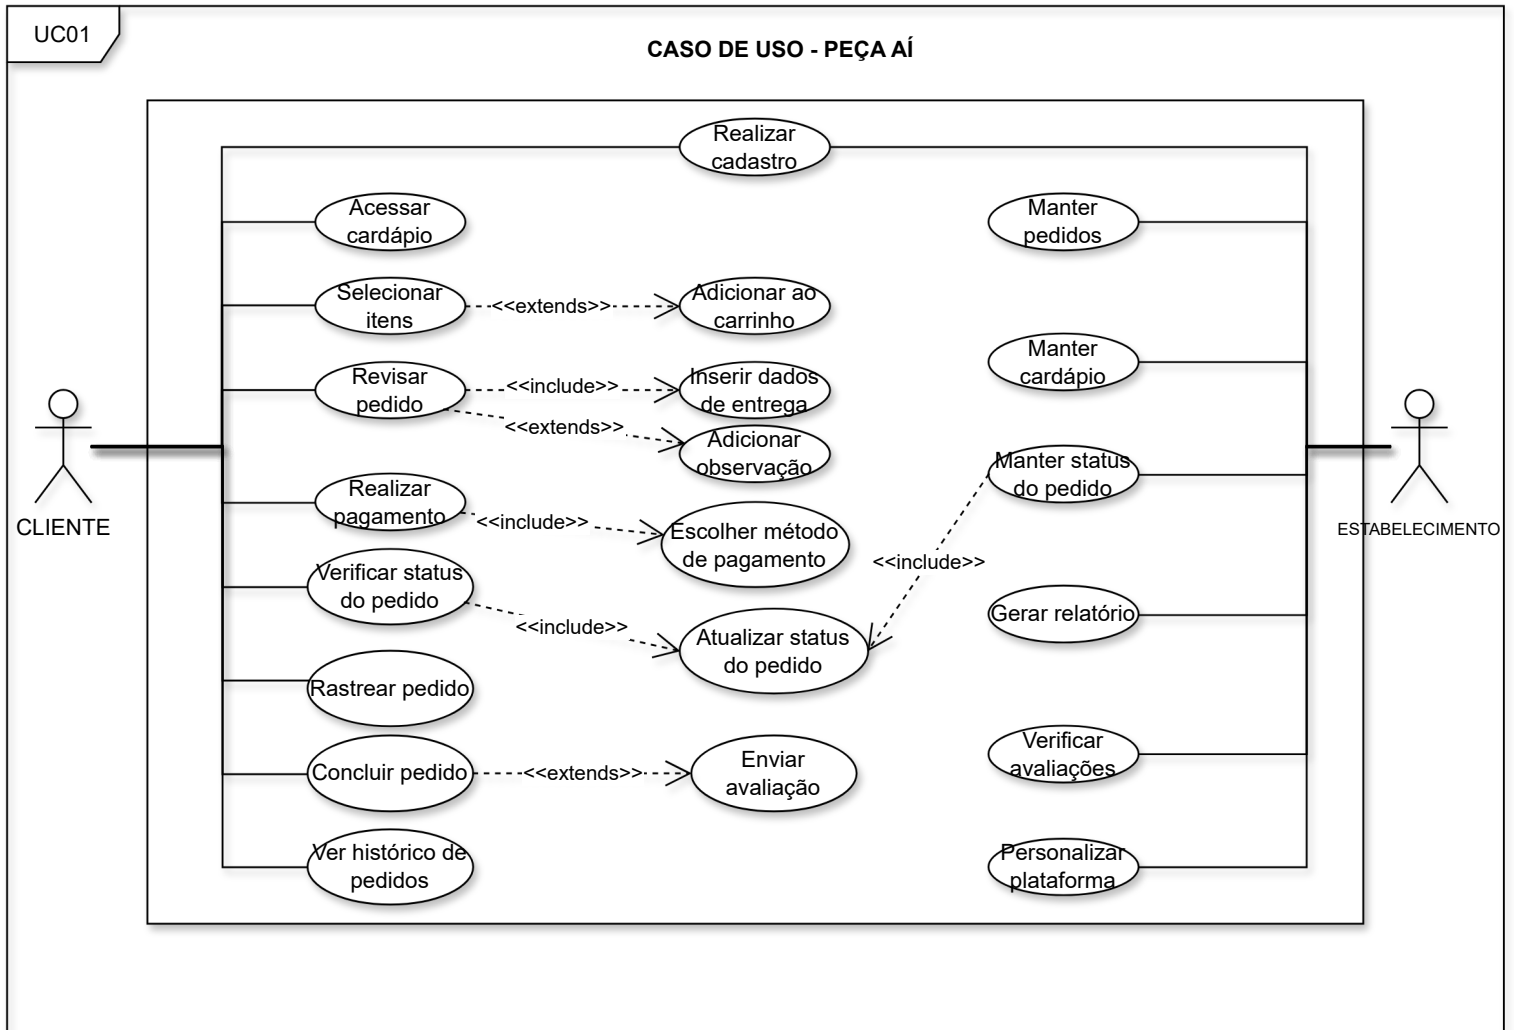 UC01
CASO DE USO - PEÇA AÍ
Realizar
cadastro
Acessar
cardápio
Manter
pedidos
Selecionar
itens
<<extends>>
Adicionar ao
carrinho
Revisar
pedido
<<include>>
Inserir dados
de entrega
<<extends>>
Adicionar
observação
Manter
cardápio
Manter status
do pedido
CLIENTE
ESTABELECIMENTO
Realizar
pagamento
<<include>>
Escolher método
de pagamento
<<include>>
Verificar status
do pedido
<<include>>
Atualizar status
do pedido
Gerar relatório
Rastrear pedido
Concluir pedido
<<extends>>
Enviar
avaliação
Verificar
avaliações
Ver histórico de
pedidos
Personalizar
plataforma